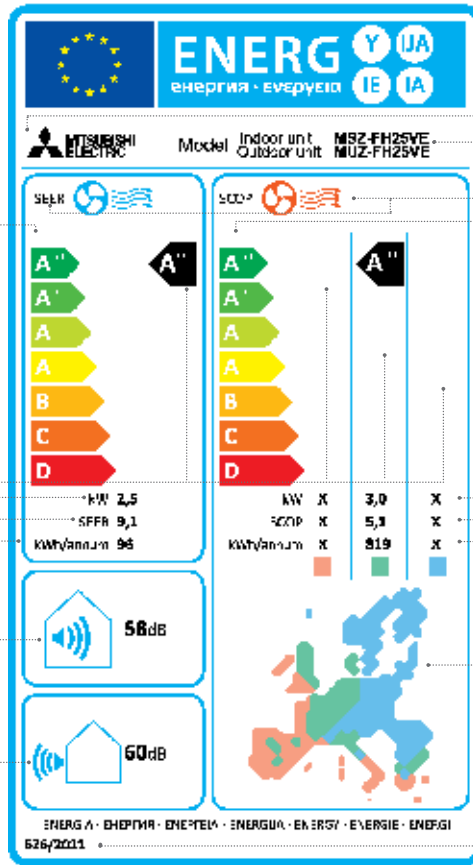 ENERG Y IJA
енергия · ενεργεια IE IA
MITSUBISHI
ELECTRIC
Model Indoor unit MSZ-FH25VE
Outdoor unit MUZ-FH25VE
SEER
A+++
A++
A+
A
B
C
D
A+++
kW 2,5
SEER 9,1
kWh/annum 96
SCOP
A+++
A++
A+
A
B
C
D
A++
kW X 3,0 X
SCOP X 5,1 X
kWh/annum X 819 X
58dB
60dB
ENERGIA · ЕНЕРГИЯ · ΕΝΕΡΓΕΙΑ · ENERGIJA · ENERGY · ENERGIE · ENERGI
626/2011